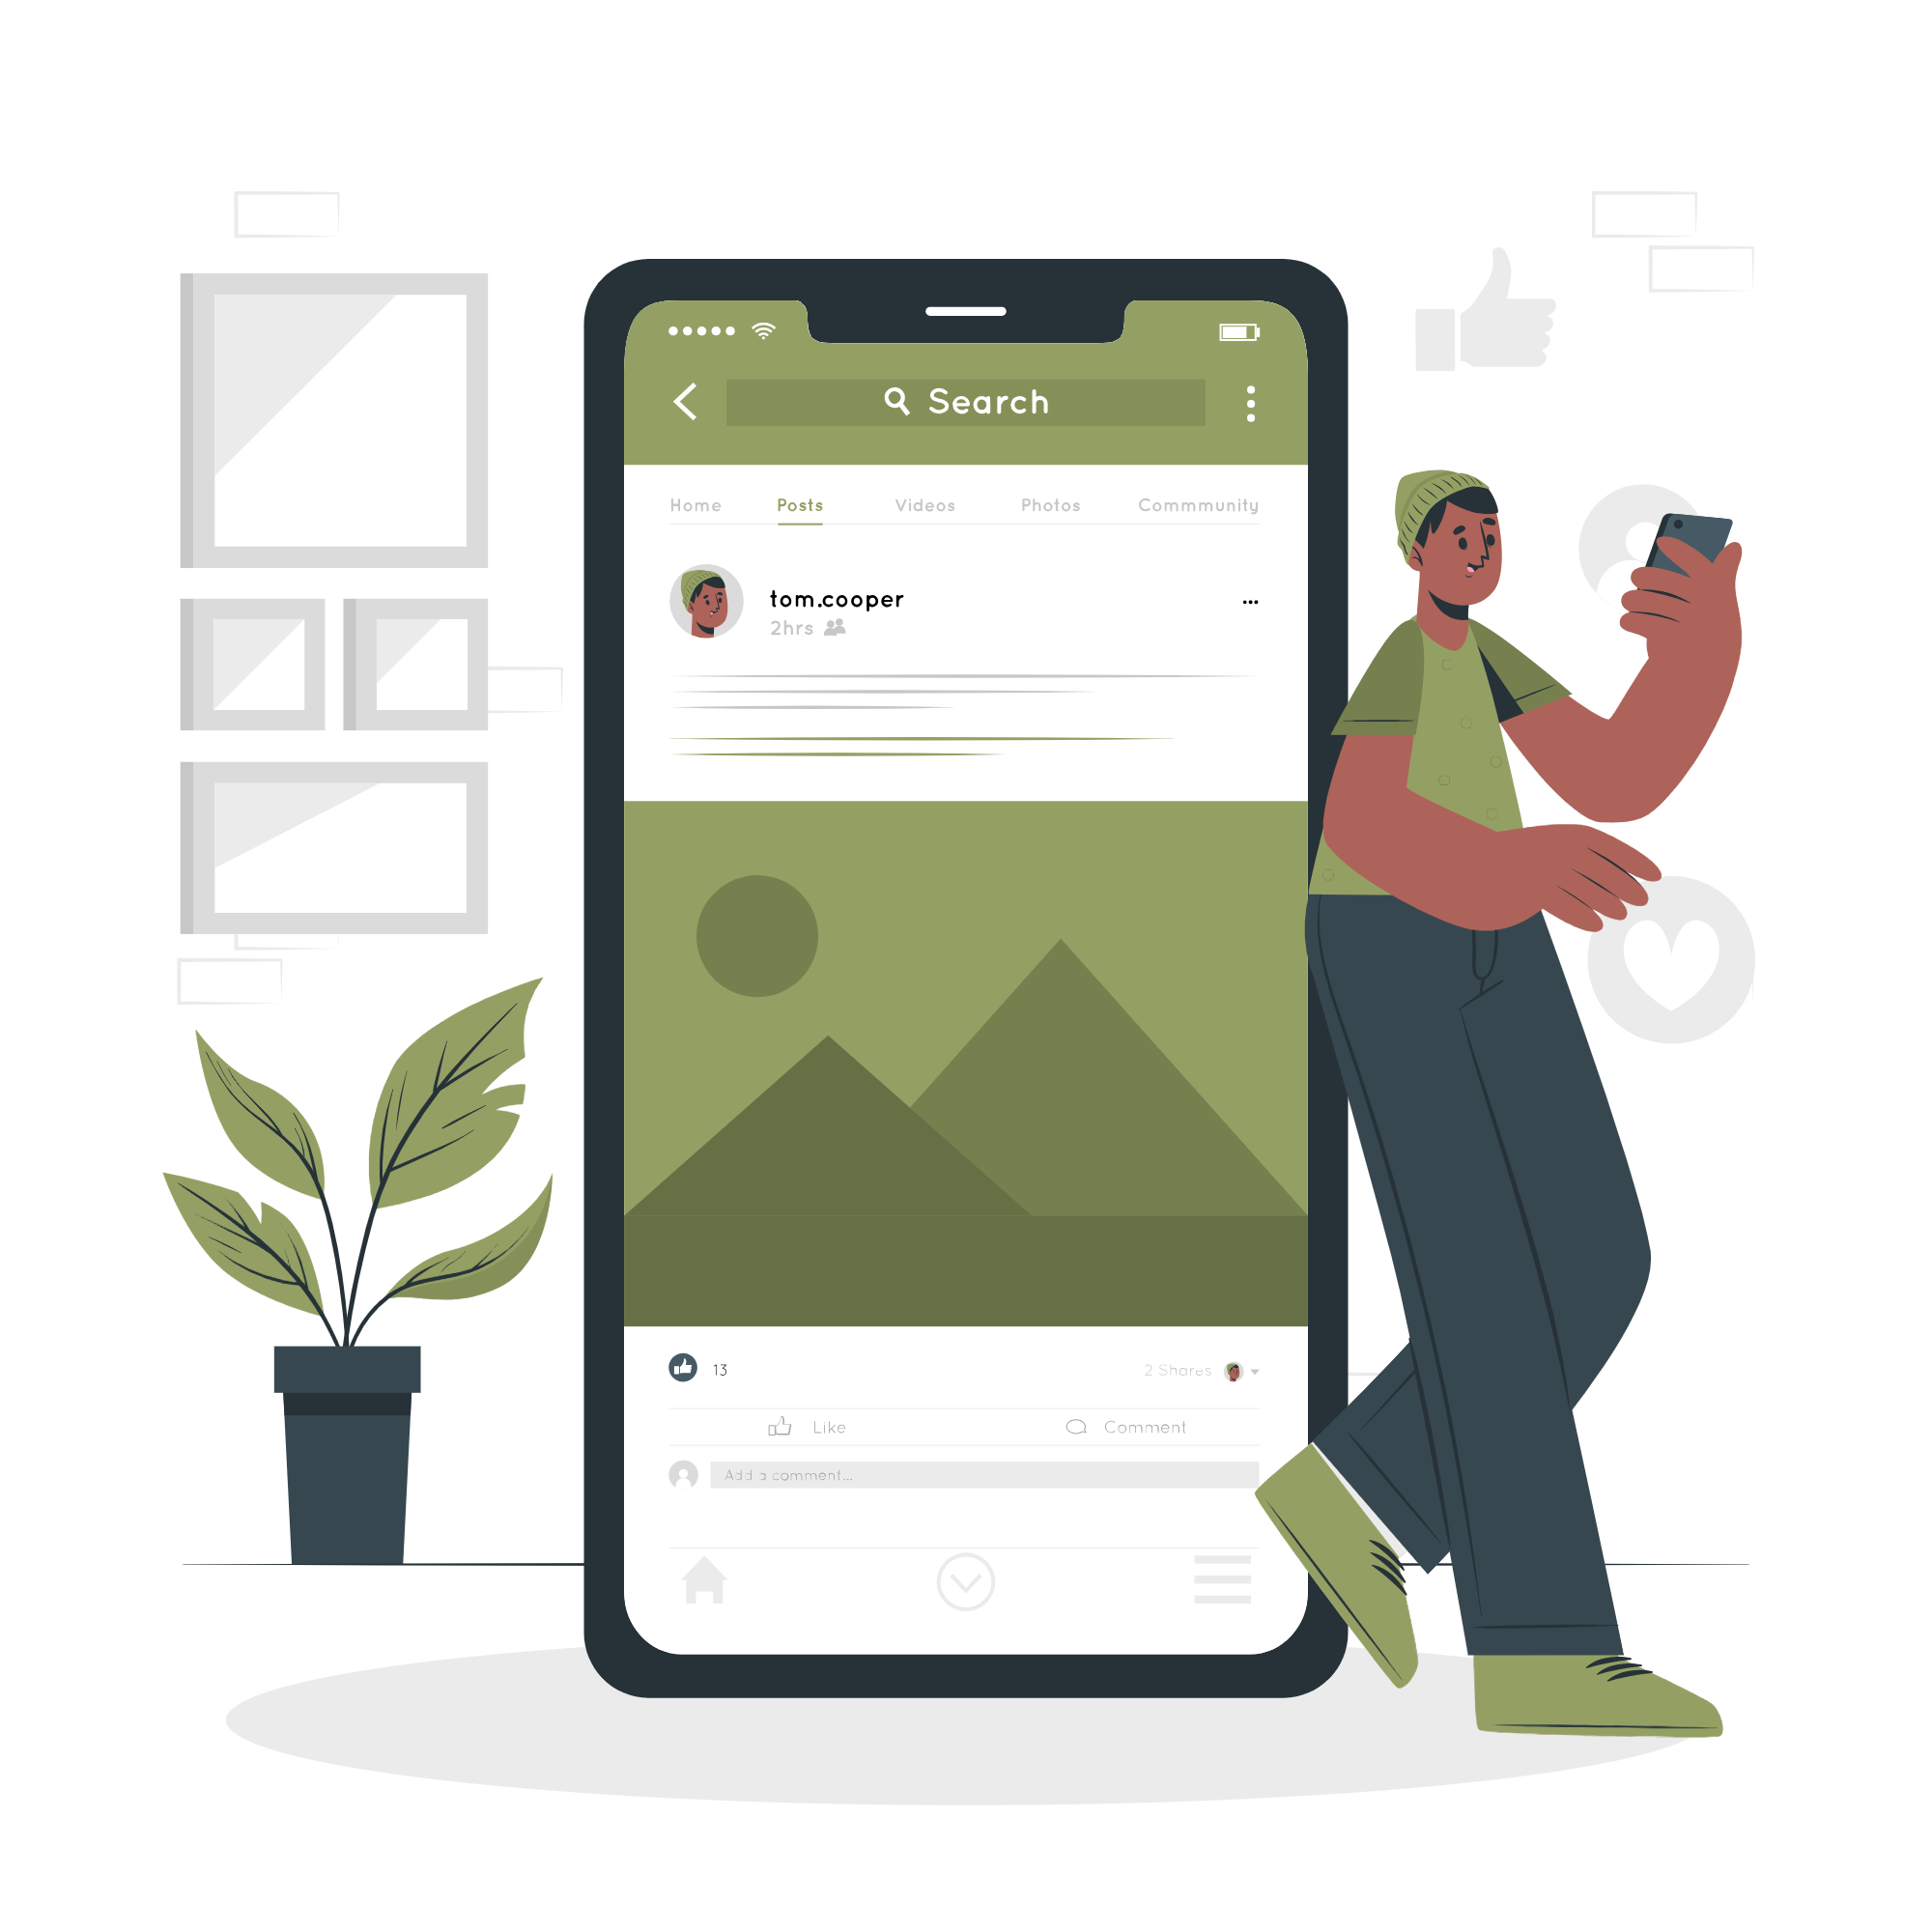 Search
Home Posts Videos Photos Commmunity
tom.cooper
2hrs
13 2 Shares
Like Comment
Add a comment...